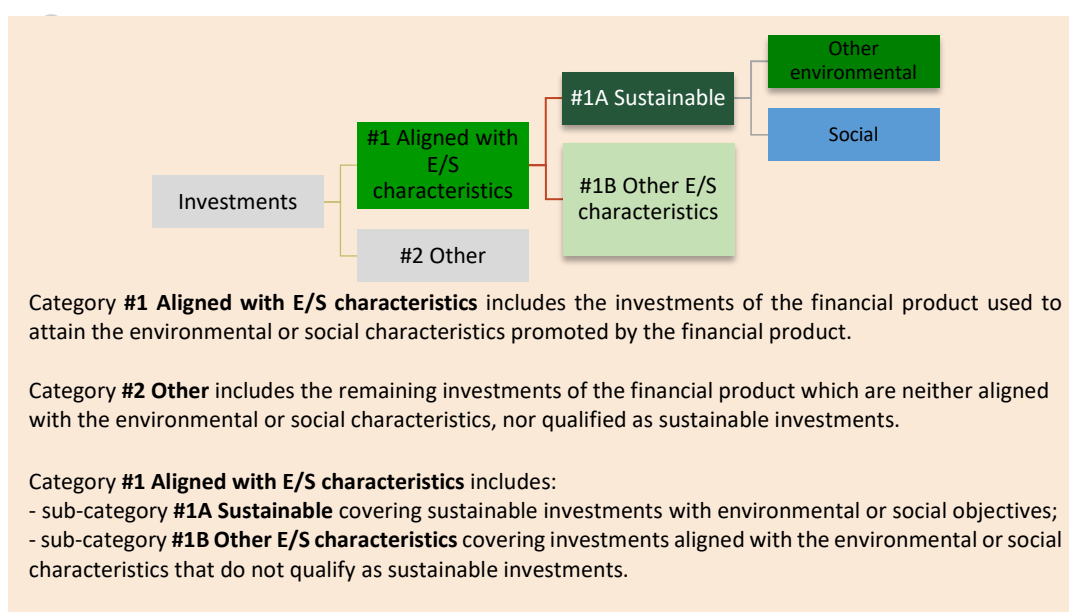 Other
environmental
#1A Sustainable
#1 Aligned with
E/S
characteristics
Social
#1B Other E/S
characteristics
Investments
#2 Other
Category #1 Aligned with E/S characteristics includes the investments of the financial product used to
attain the environmental or social characteristics promoted by the financial product.
Category #2 Other includes the remaining investments of the financial product which are neither aligned
with the environmental or social characteristics, nor qualified as sustainable investments.
Category #1 Aligned with E/S characteristics includes:
- sub-category #1A Sustainable covering sustainable investments with environmental or social objectives;
- sub-category #1B Other E/S characteristics covering investments aligned with the environmental or social
characteristics that do not qualify as sustainable investments.